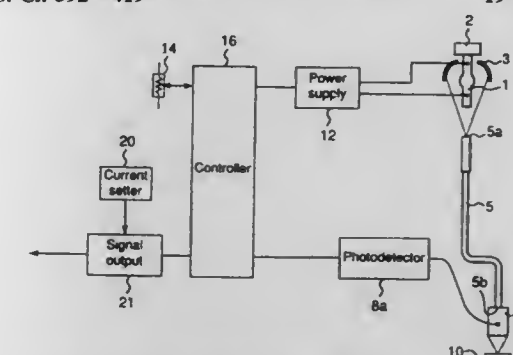 14
16
2
3
Power
supply
1
12
5a
20
Controller
Current
setter
5
Signal
output
Photodetector
21
8a
5b
10